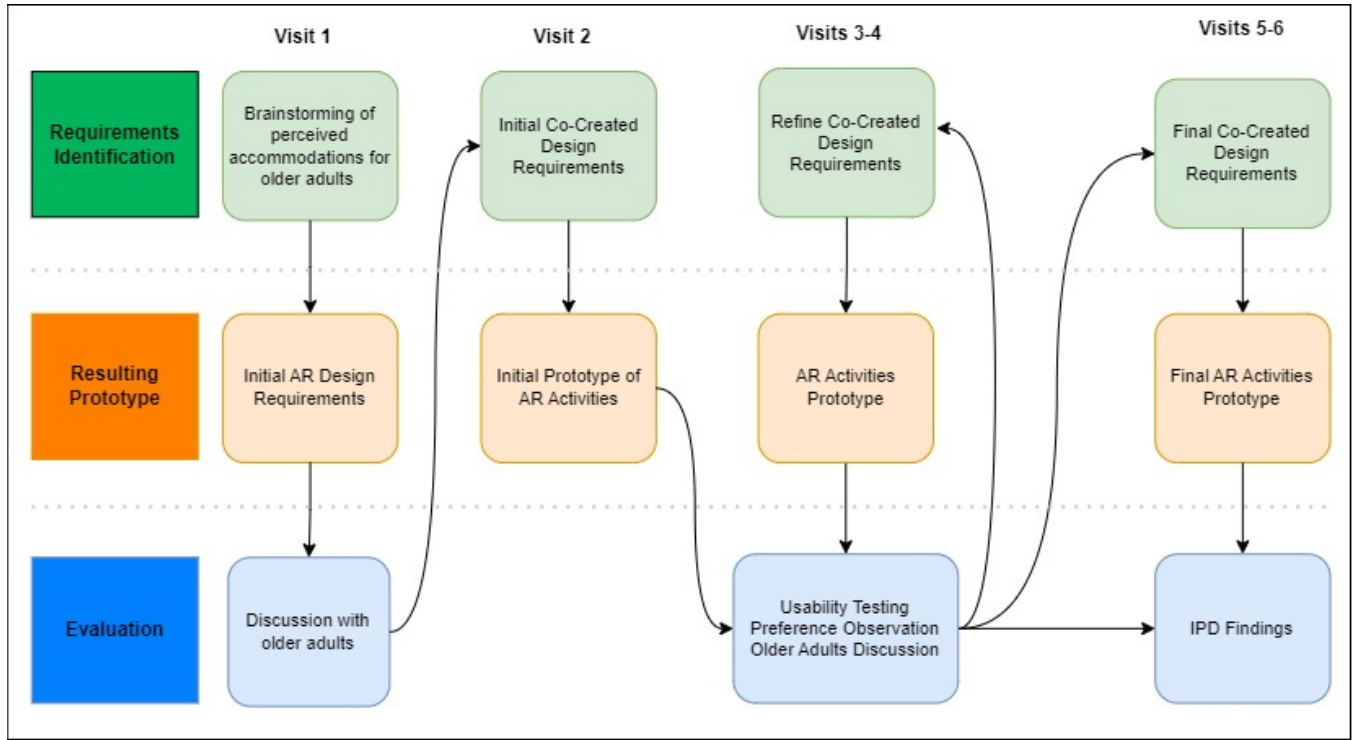 Visit 1
Visit 2
Visits 3-4
Visits 5-6
Requirements
Identification
Brainstorming of
perceived
accommodations for
older adults
Initial Co-Created
Design
Requirements
Refine Co-Created
Design
Requirements
Final Co-Created
Design
Requirements
Resulting
Prototype
Initial AR Design
Requirements
Initial Prototype of
AR Activities
AR Activities
Prototype
Final AR Activities
Prototype
Evaluation
Discussion with
older adults
Usability Testing
Preference Observation
Older Adults Discussion
IPD Findings